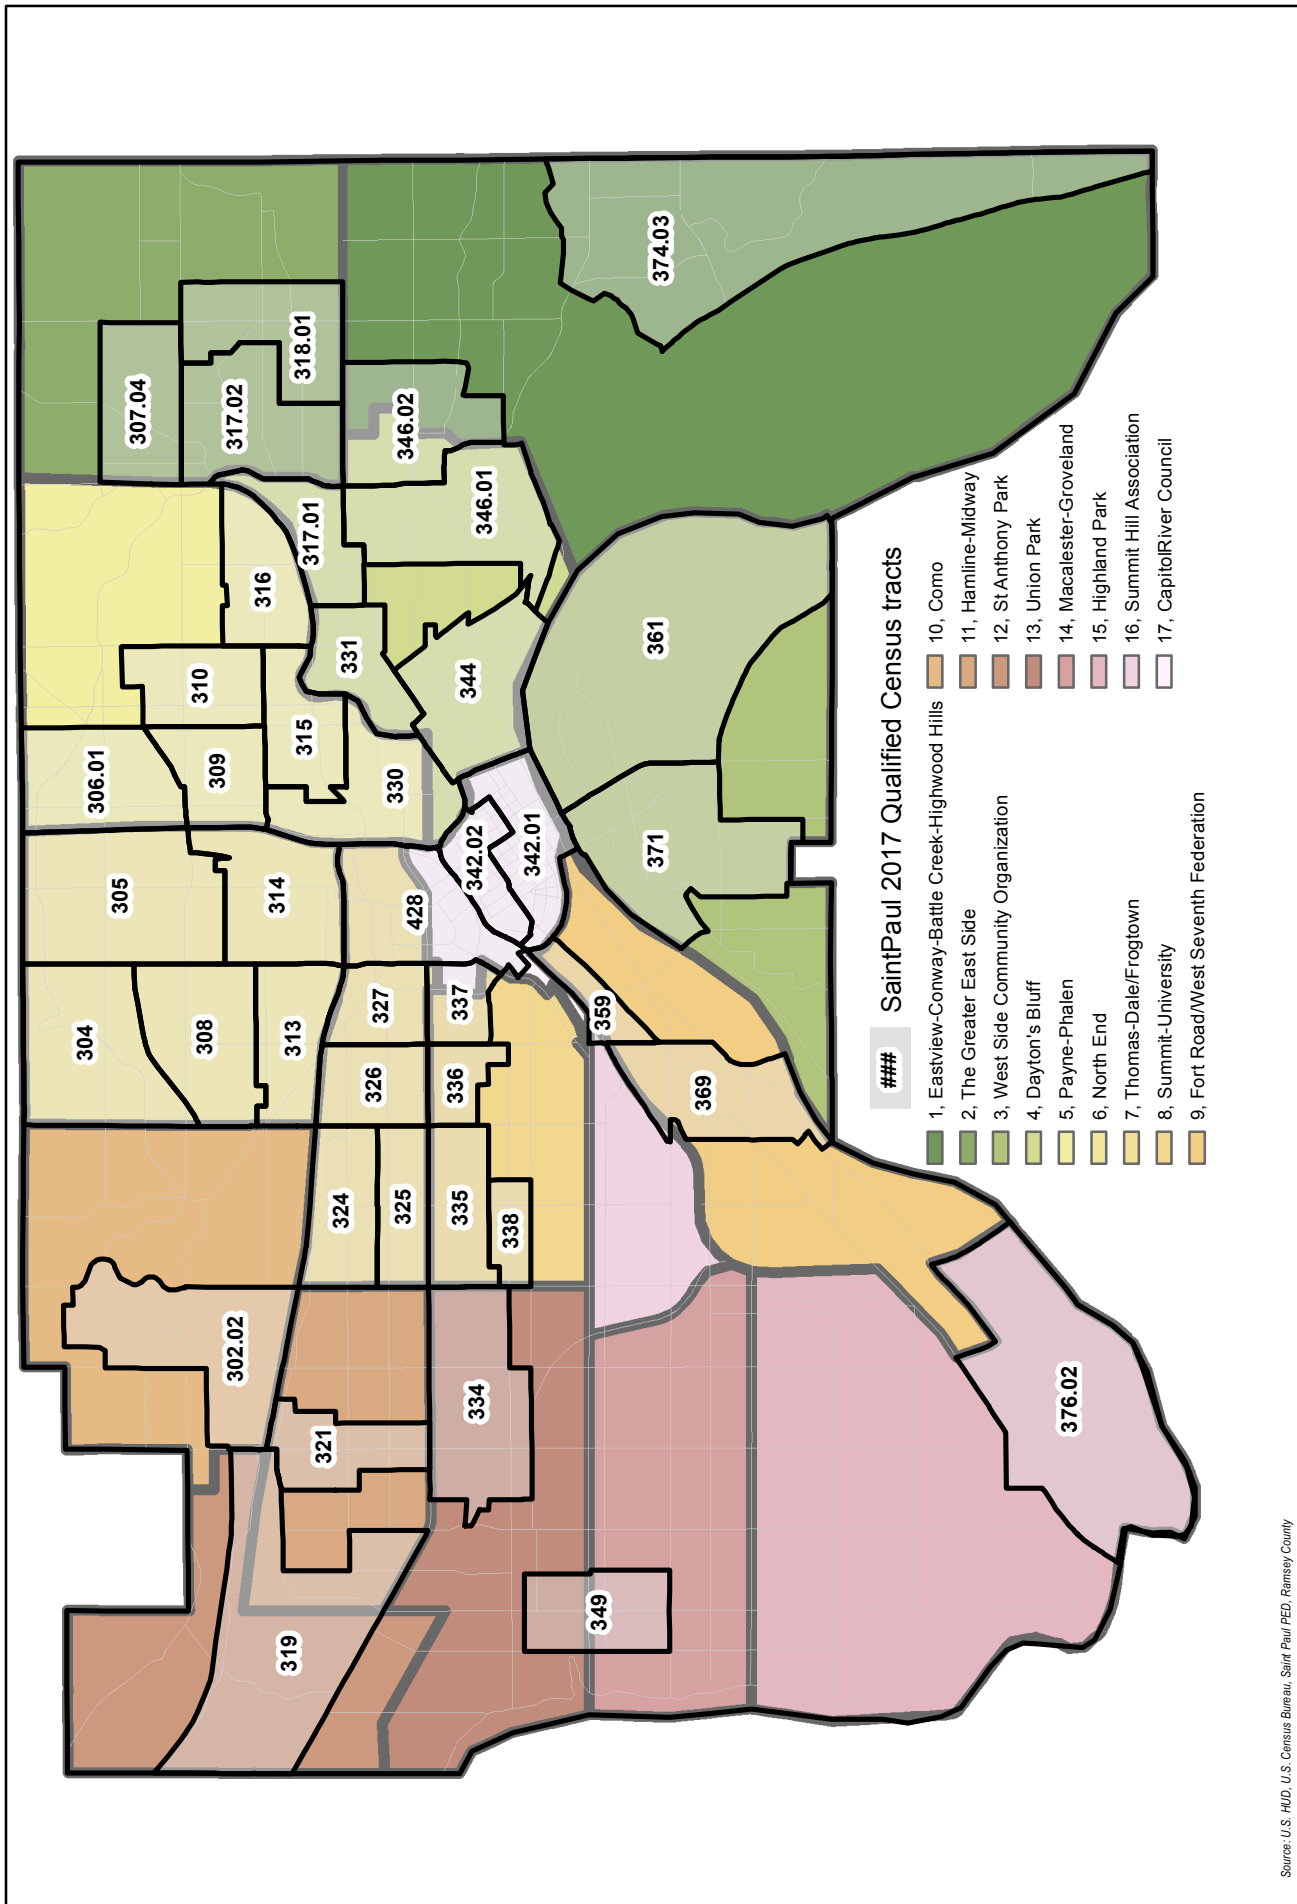 319
349
321
334
302.02
376.02
324
325
335
338
304
308
313
326
336
327
337
359
369
305
314
428
342.02
342.01
371
306.01
309
315
330
310
331
344
361
316
317.01
346.01
307.04
317.02
318.01
346.02
374.03
### SaintPaul 2017 Qualified Census tracts
1, Eastview-Conway-Battle Creek-Highwood Hills
2, The Greater East Side
3, West Side Community Organization
4, Dayton's Bluff
5, Payne-Phalen
6, North End
7, Thomas-Dale/Frogtown
8, Summit-University
9, Fort Road/West Seventh Federation
10, Como
11, Hamline-Midway
12, St Anthony Park
13, Union Park
14, Macalester-Groveland
15, Highland Park
16, Summit Hill Association
17, CapitolRiver Council
Source: U.S. HUD, U.S. Census Bureau, Saint Paul PED, Ramsey County